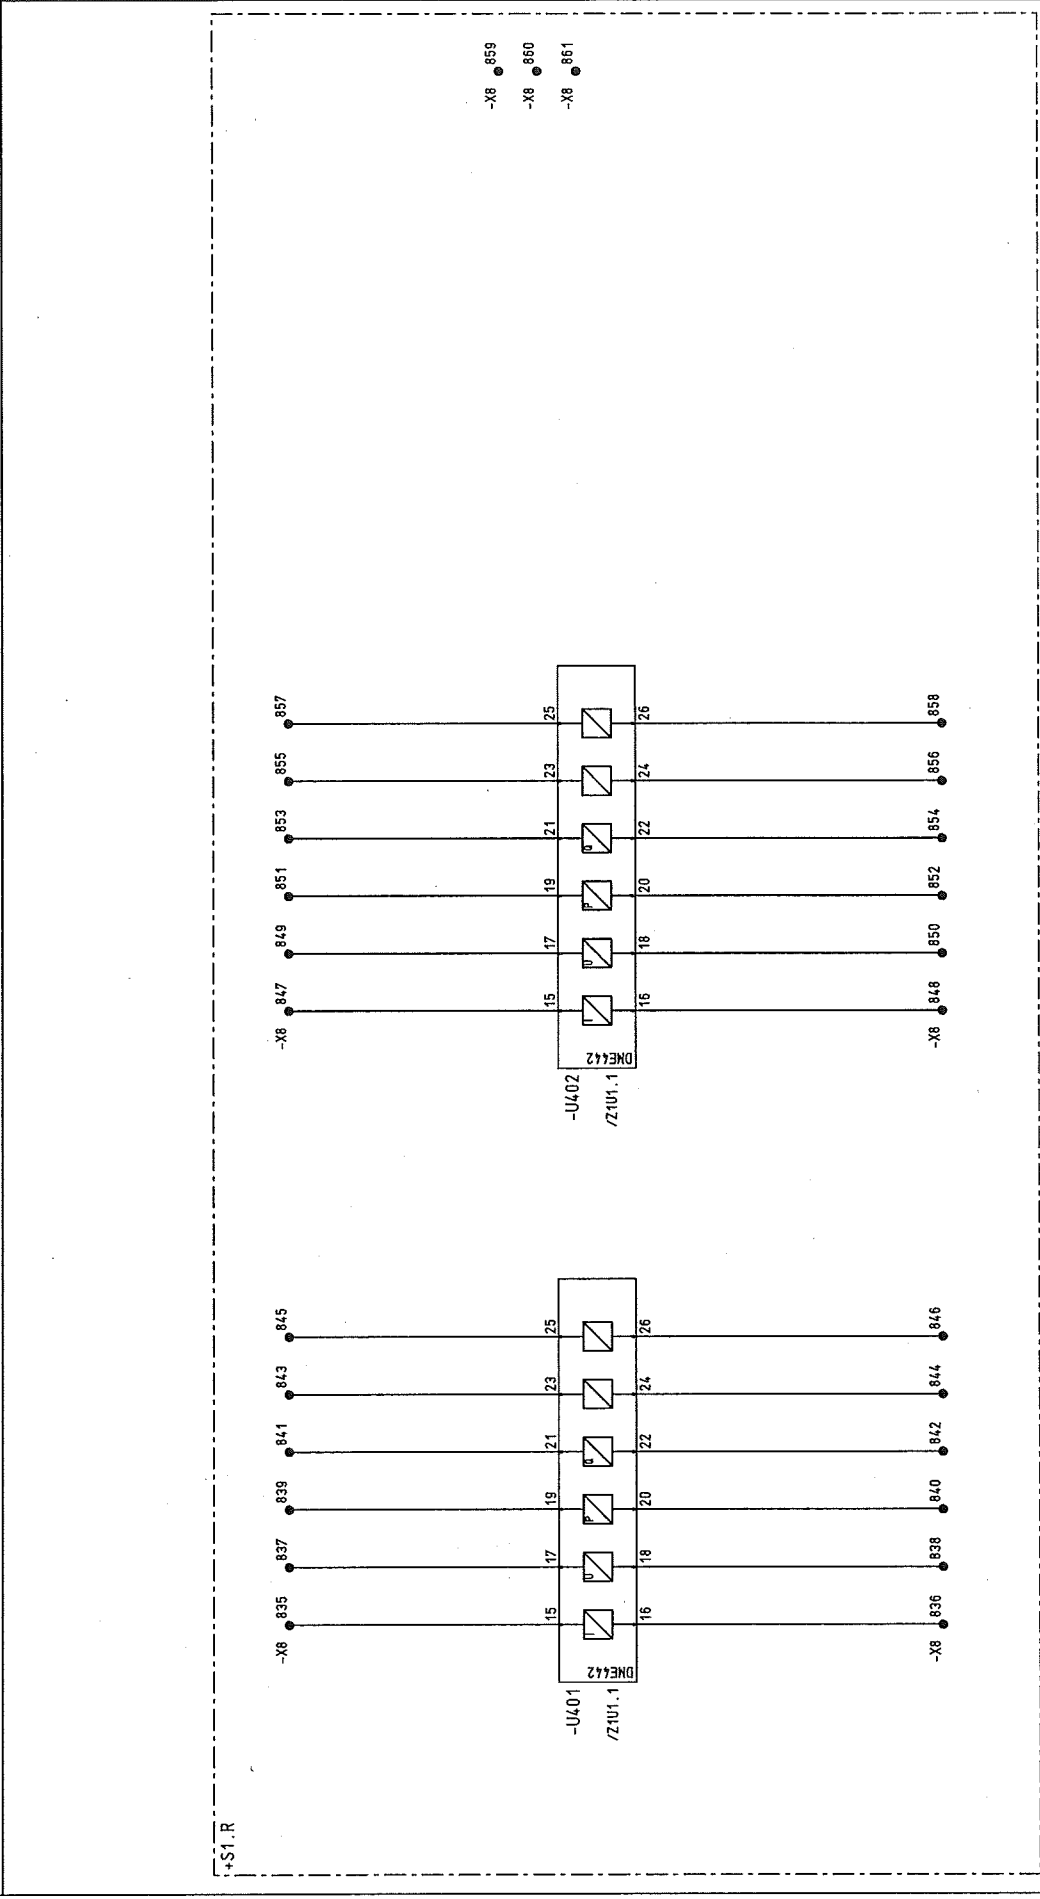 +S1.R
-X8 835 837 839 841 843 845
-X8 847 849 851 853 855 857
-X8 859
-X8 860
-X8 861
-U401
/Z1U1.1
DME442
15 17 19 21 23 25
I U P Q
16 18 20 22 24 26
-U402
/Z1U1.1
DME442
15 17 19 21 23 25
I U P Q
16 18 20 22 24 26
-X8 836 838 840 842 844 846
-X8 848 850 852 854 856 858